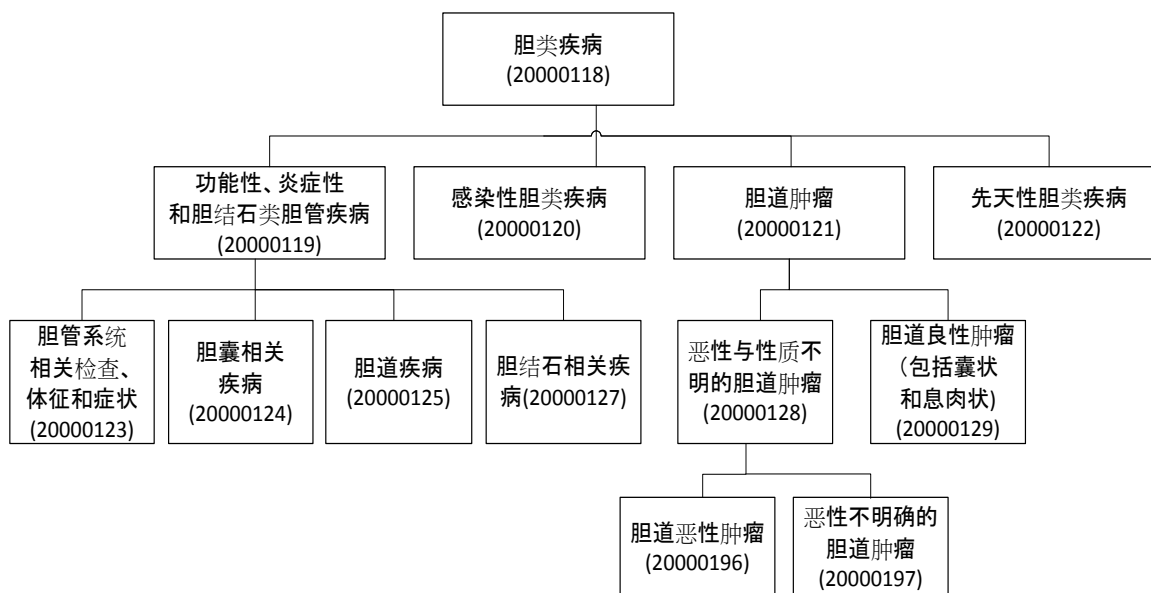 胆类疾病
(20000118)
功能性、炎症性
和胆结石类胆管疾病
(20000119)
感染性胆类疾病
(20000120)
胆道肿瘤
(20000121)
先天性胆类疾病
(20000122)
胆管系统
相关检查、
体征和症状
(20000123)
胆囊相关
疾病
(20000124)
胆道疾病
(20000125)
胆结石相关疾
病(20000127)
恶性与性质不
明的胆道肿瘤
(20000128)
胆道良性肿瘤
（包括囊状
和息肉状)
(20000129)
胆道恶性肿瘤
(20000196)
恶性不明确的
胆道肿瘤
(20000197)